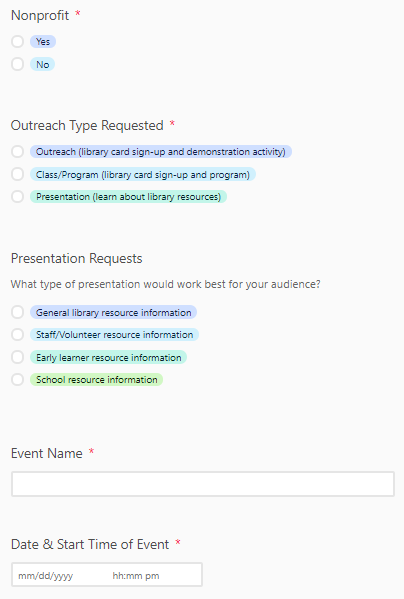 Nonprofit *
Yes
No
Outreach Type Requested *
Outreach (library card sign-up and demonstration activity)
Class/Program (library card sign-up and program)
Presentation (learn about library resources)
Presentation Requests
What type of presentation would work best for your audience?
General library resource information
Staff/Volunteer resource information
Early learner resource information
School resource information
Event Name *
Date & Start Time of Event *
mm/dd/yyyy hh:mm pm